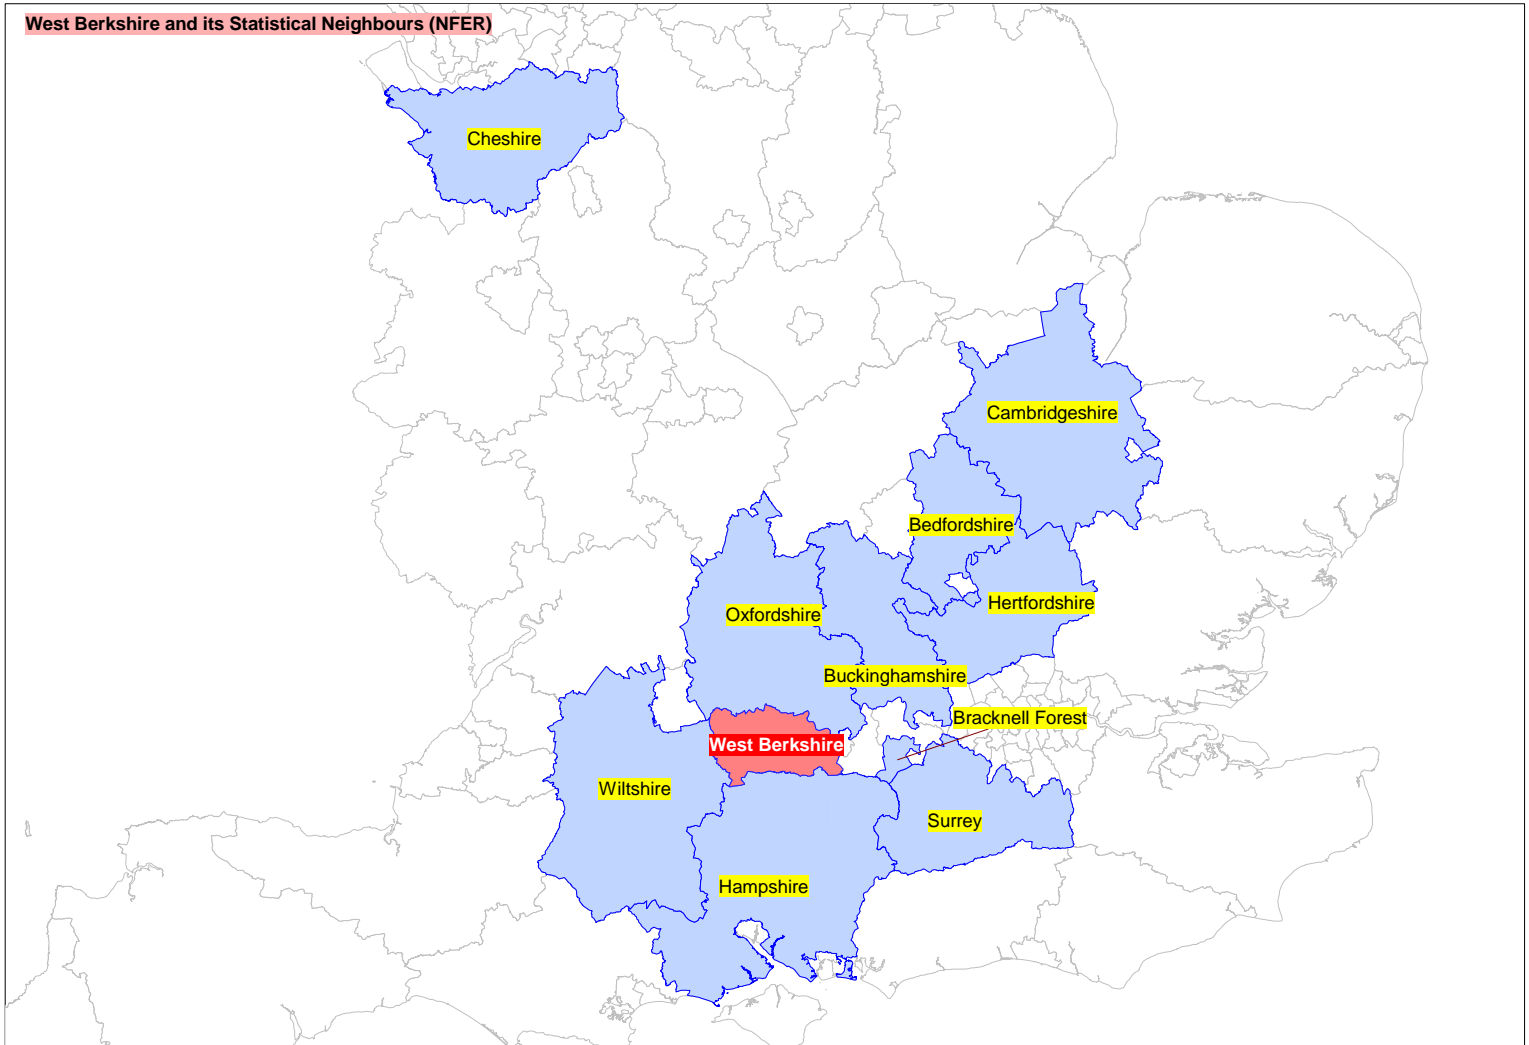 West Berkshire and its Statistical Neighbours (NFER)
Cheshire
Cambridgeshire
Bedfordshire
Hertfordshire
Oxfordshire
Buckinghamshire
Bracknell Forest
West Berkshire
Wiltshire
Surrey
Hampshire